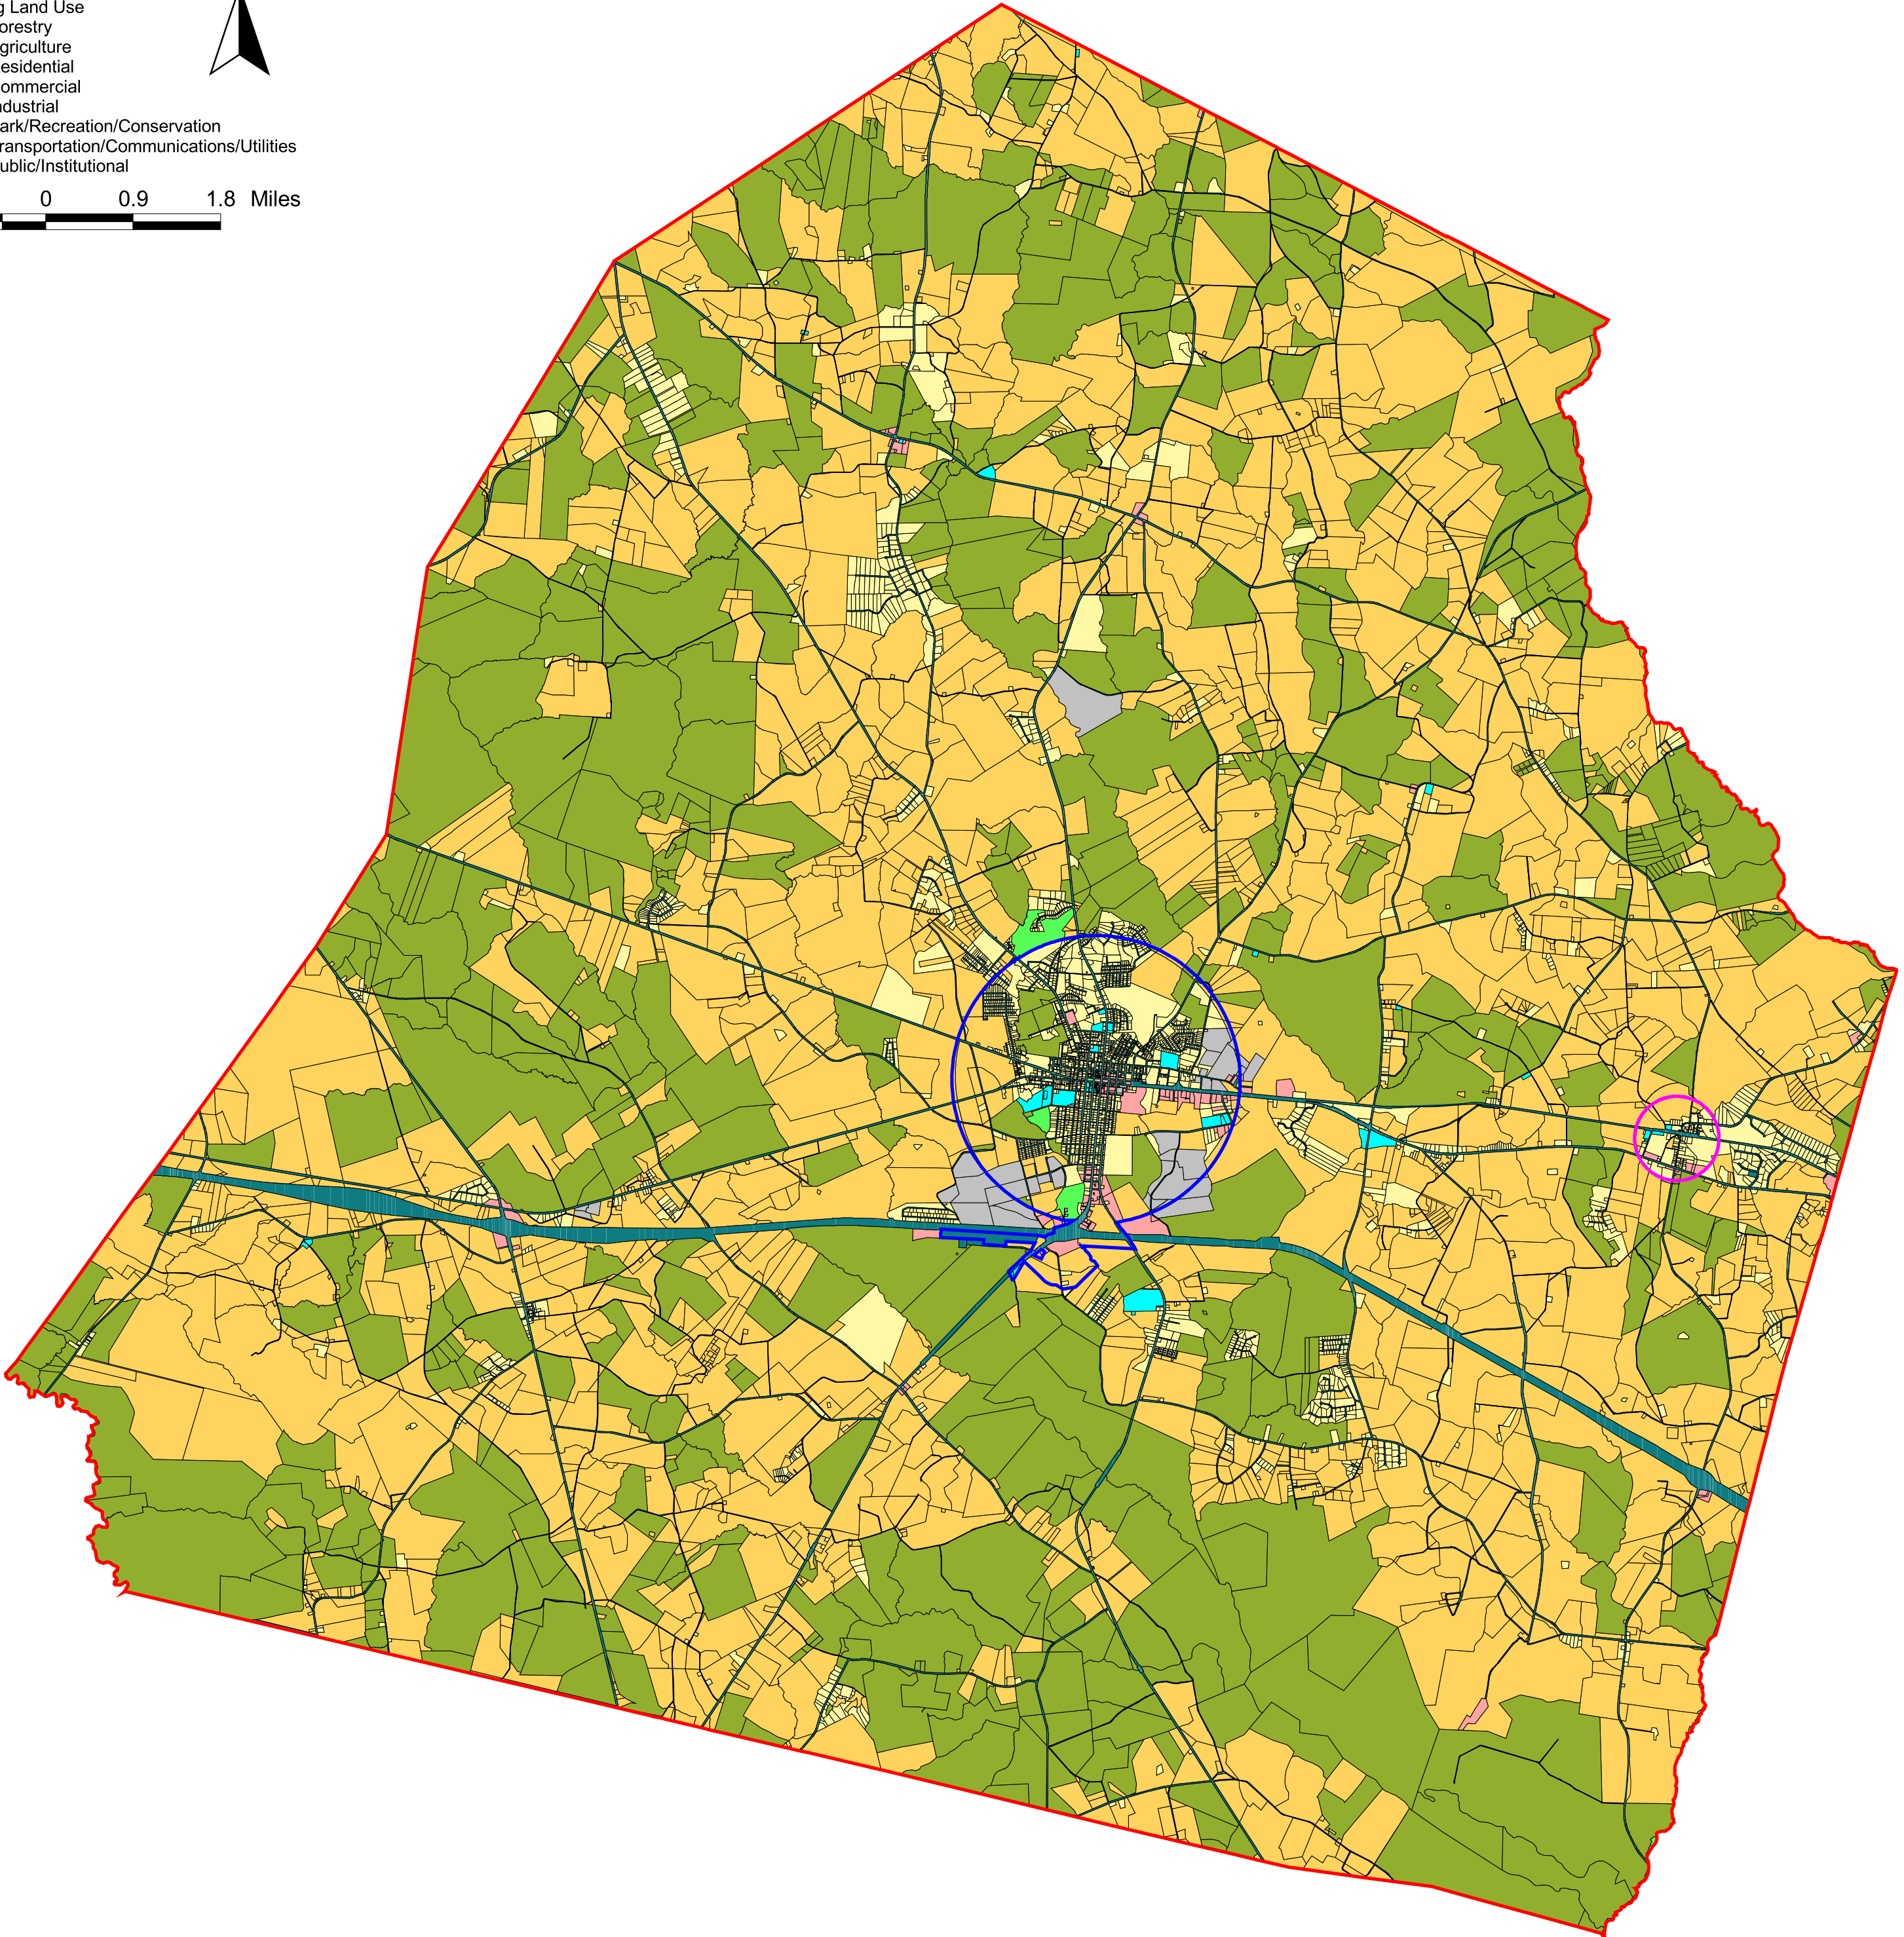 g Land Use
orestry
griculture
esidential
ommercial
ndustrial
ark/Recreation/Conservation
ransportation/Communications/Utilities
ublic/Institutional
0 0.9 1.8 Miles